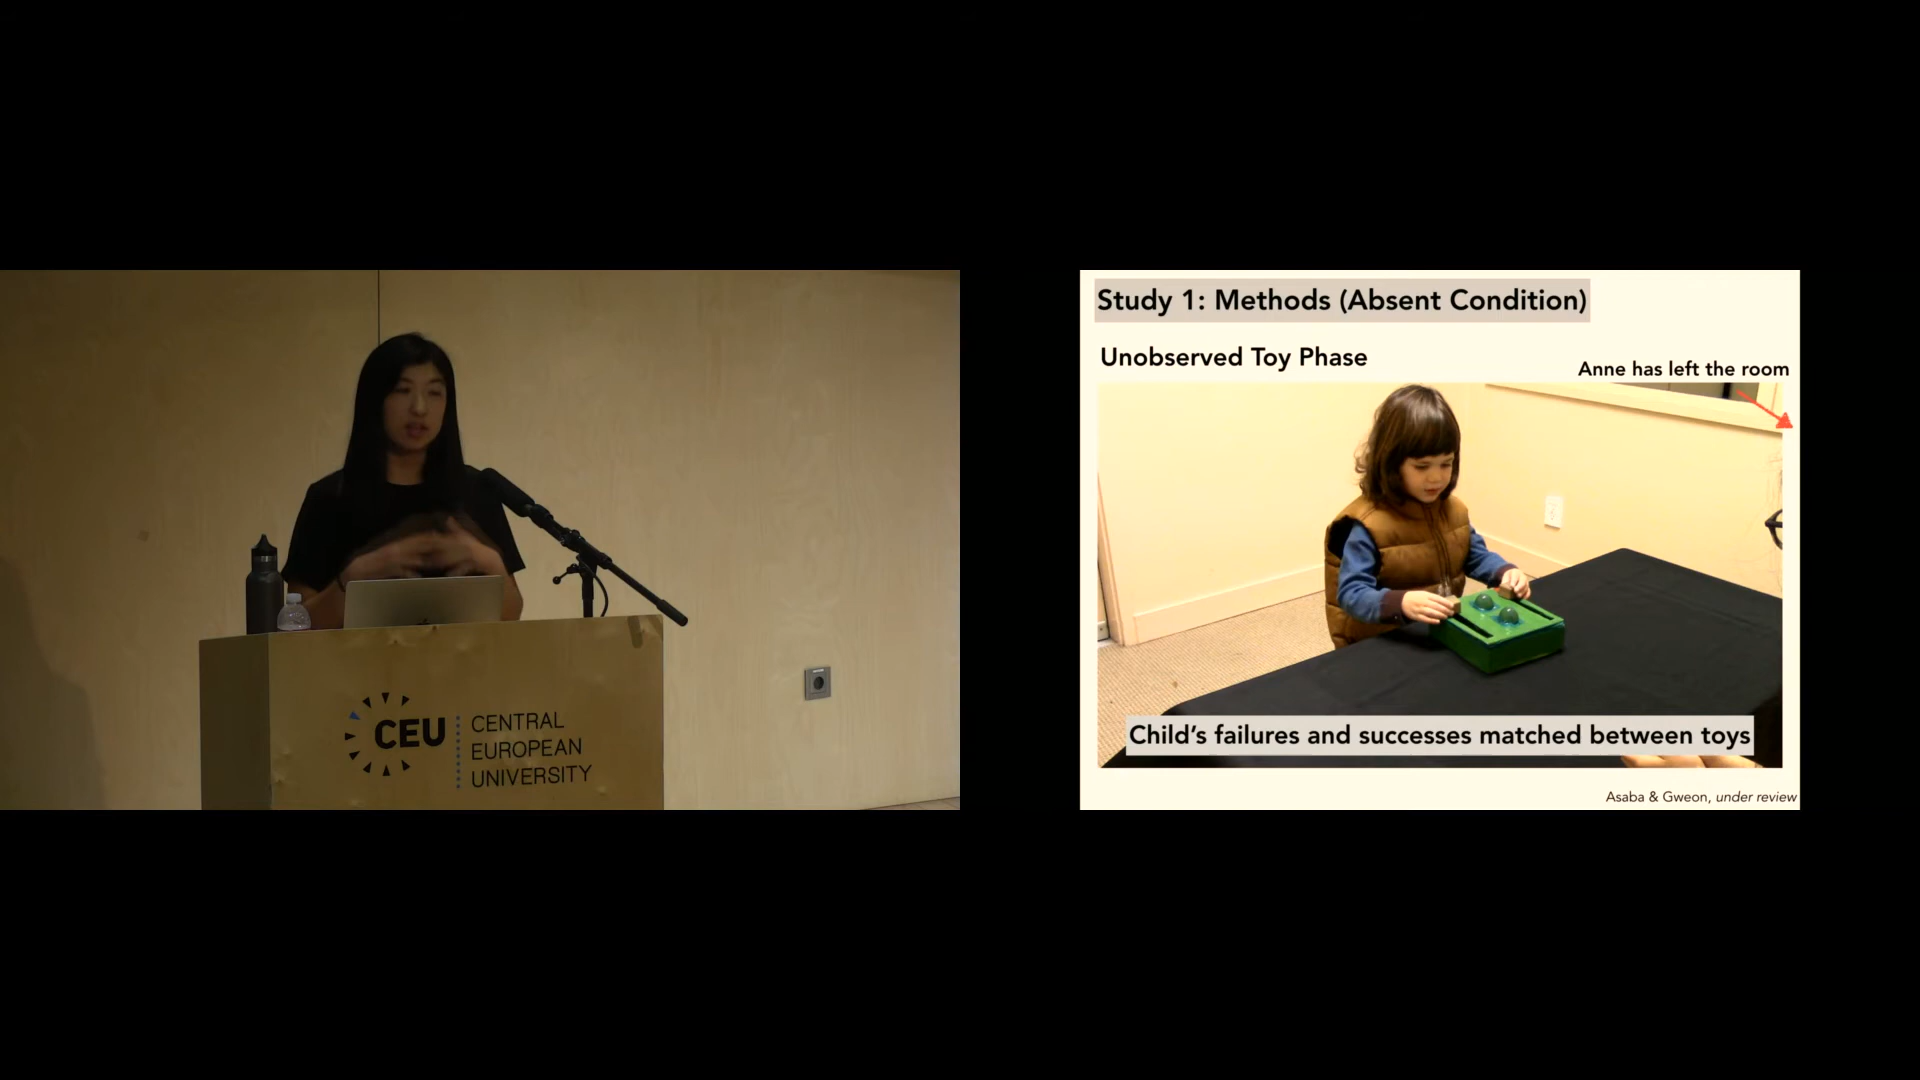 CEU
CENTRAL
EUROPEAN
UNIVERSITY
Study 1: Methods (Absent Condition)
Unobserved Toy Phase
Anne has left the room
Child's failures and successes matched between toys
Asaba & Gweon, under review